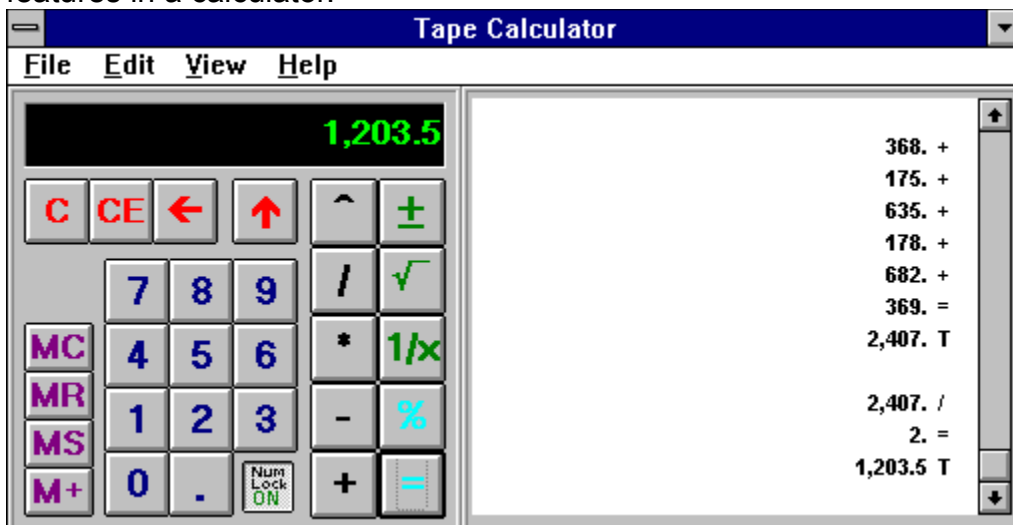 features in a calculator.
Tape Calculator
File Edit View Help
1,203.5
C CE ← ↑ ^ ±
7 8 9 / √
MC 4 5 6 * 1/x
MR 1 2 3 - %
MS
M+ 0 . Num Lock ON + =
368. +
175. +
635. +
178. +
682. +
369. =
2,407. T
2,407. /
2. =
1,203.5 T